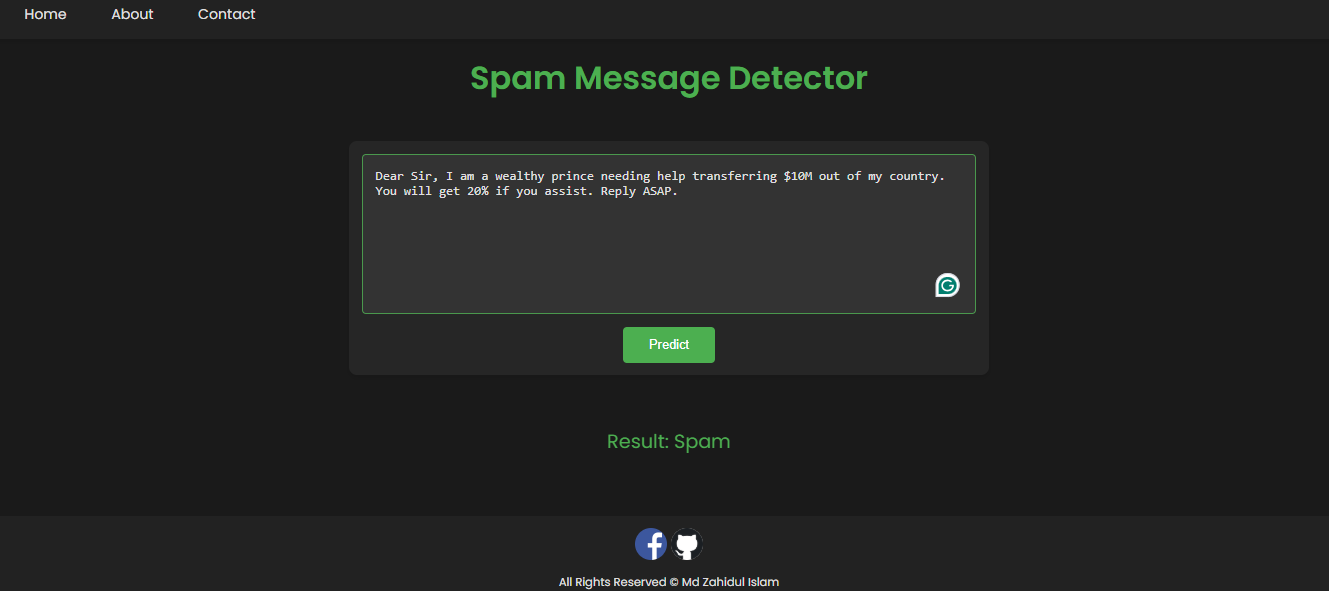 Home About Contact
Spam Message Detector
Dear Sir, I am a wealthy prince needing help transferring $10M out of my country.
You will get 20% if you assist. Reply ASAP.
Predict
Result: Spam
All Rights Reserved © Md Zahidul Islam